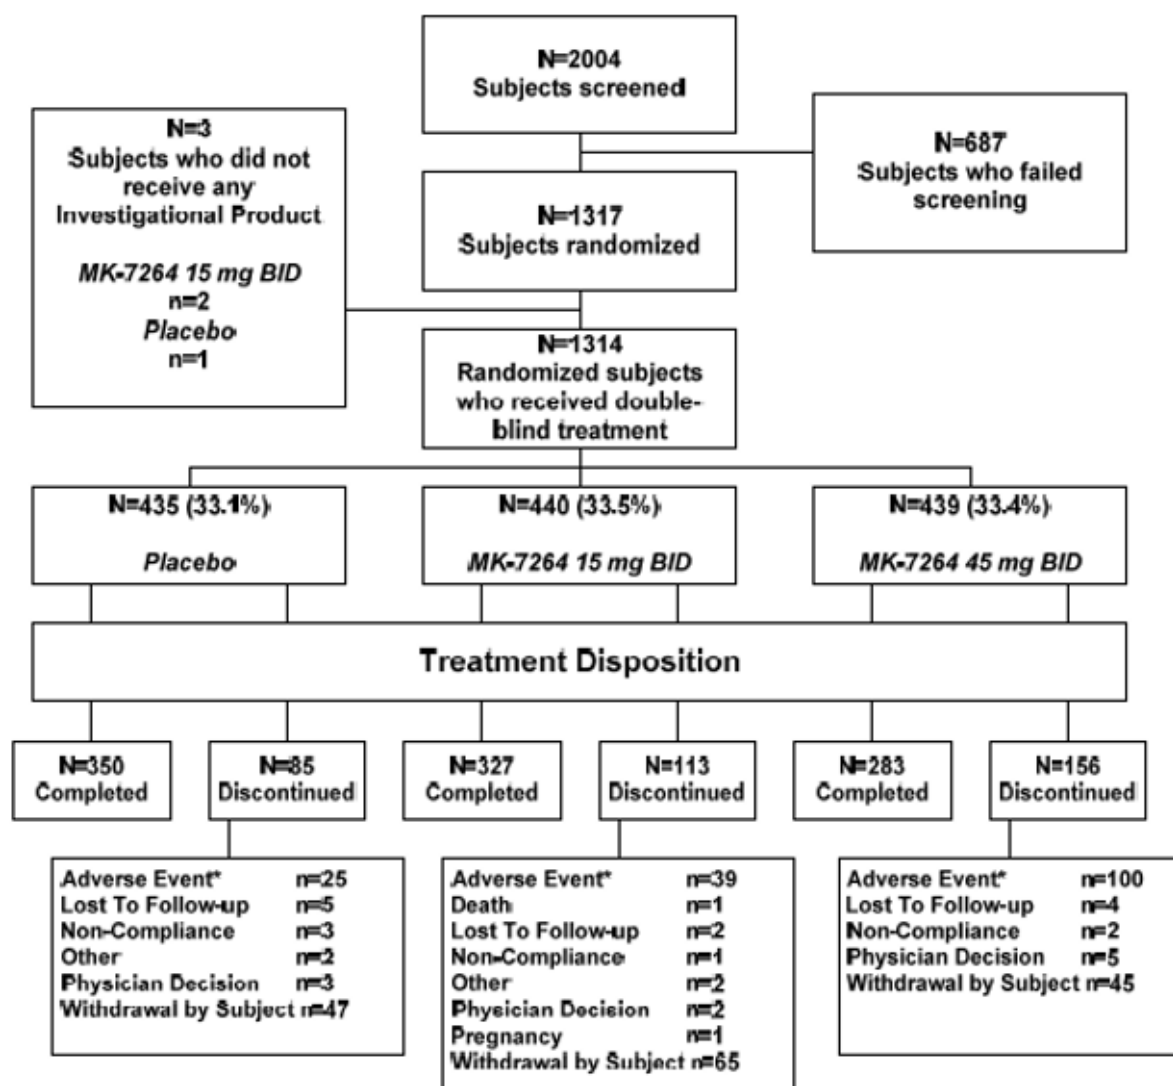 N=2004
Subjects screened
N=3
Subjects who did not
receive any
Investigational Product
MK-7264 15 mg BID
n=2
Placebo
n=1
N=687
Subjects who failed
screening
N=1317
Subjects randomized
N=1314
Randomized subjects
who received double-
blind treatment
N=435 (33.1%)
Placebo
N=440 (33.5%)
MK-7264 15 mg BID
N=439 (33.4%)
MK-7264 45 mg BID
Treatment Disposition
N=350
Completed
N=85
Discontinued
N=327
Completed
N=113
Discontinued
N=283
Completed
N=156
Discontinued
Adverse Event* n=25
Lost To Follow-up n=5
Non-Compliance n=3
Other n=2
Physician Decision n=3
Withdrawal by Subject n=47
Adverse Event* n=39
Death n=1
Lost To Follow-up n=2
Non-Compliance n=1
Other n=2
Physician Decision n=2
Pregnancy n=1
Withdrawal by Subject n=65
Adverse Event* n=100
Lost To Follow-up n=4
Non-Compliance n=2
Physician Decision n=5
Withdrawal by Subject n=45